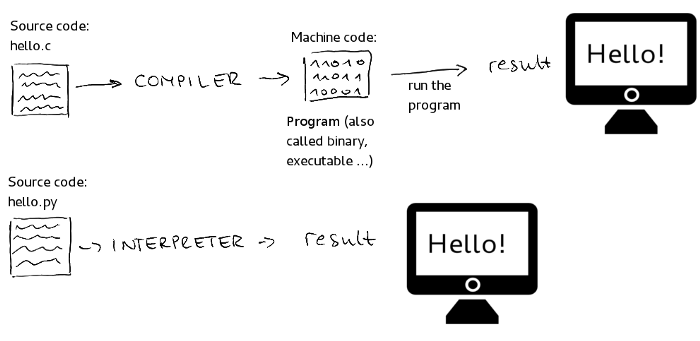 Source code:
hello.c
COMPILER
Machine code:
11010
11011
10001
Program (also
called binary,
executable ...)
run the
program
result
Hello!
Source code:
hello.py
INTERPRETER
result
Hello!